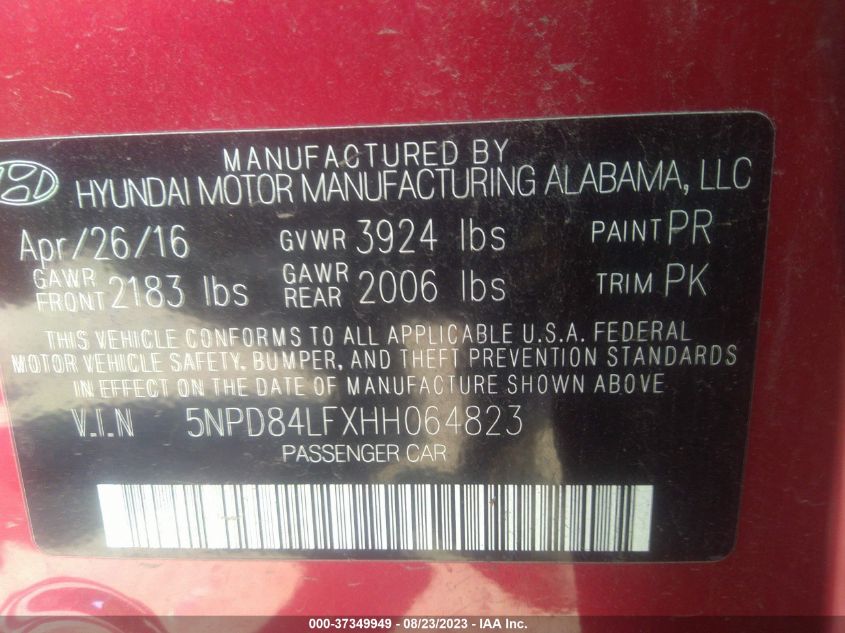 MANUFACTURED BY
HYUNDAI MOTOR MANUFACTURING ALABAMA, LLC
Apr/26/16 GVWR 3924 lbs PAINT PR
GAWR FRONT 2183 lbs GAWR REAR 2006 lbs TRIM PK
THIS VEHICLE CONFORMS TO ALL APPLICABLE U.S.A. FEDERAL
MOTOR VEHICLE SAFETY, BUMPER, AND THEFT PREVENTION STANDARDS
IN EFFECT ON THE DATE OF MANUFACTURE SHOWN ABOVE.
V.I.N 5NPD84LFXHH064823
PASSENGER CAR
000-37349949 - 08/23/2023 - IAA Inc.